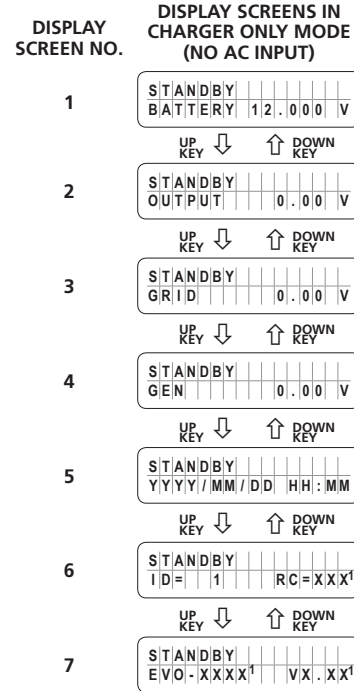 DISPLAY
SCREEN NO.
DISPLAY SCREENS IN
CHARGER ONLY MODE
(NO AC INPUT)
1
STANDBY
BATTERY 12.000 V
UP KEY DOWN KEY
2
STANDBY
OUTPUT 0.00 V
UP KEY DOWN KEY
3
STANDBY
GRID 0.00 V
UP KEY DOWN KEY
4
STANDBY
GEN 0.00 V
UP KEY DOWN KEY
5
STANDBY
YYYY/MM/DD HH:MM
UP KEY DOWN KEY
6
STANDBY
ID= 1 RC=XXX¹
UP KEY DOWN KEY
7
STANDBY
EVO-XXXX¹ VX.XX¹